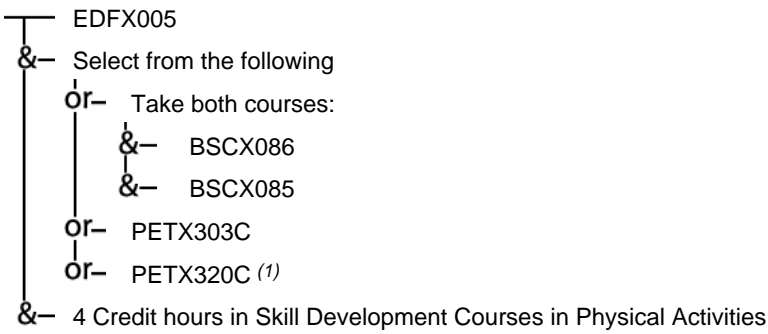 EDFX005
&– Select from the following
or– Take both courses:
&– BSCX086
&– BSCX085
or– PETX303C
or– PETX320C (1)
&– 4 Credit hours in Skill Development Courses in Physical Activities